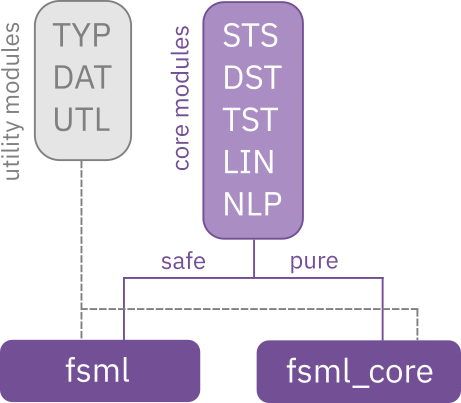 utility modules
TYP
DAT
UTL
core modules
STS
DST
TST
LIN
NLP
safe
pure
fsml
fsml_core